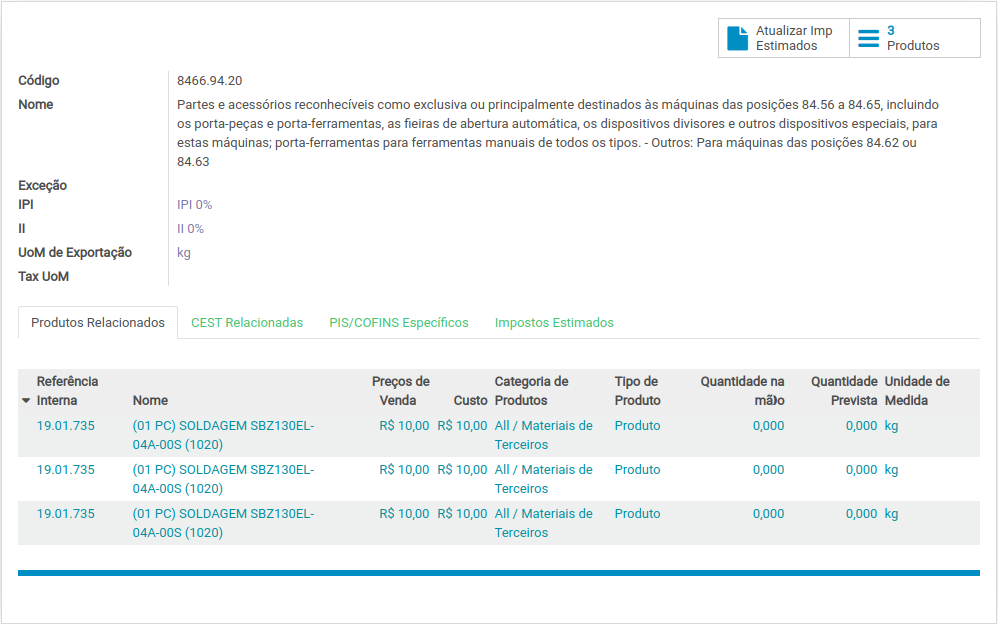 Atualizar Imp
Estimados
3
Produtos
Código 8466.94.20
Nome Partes e acessórios reconhecíveis como exclusiva ou principalmente destinados às máquinas das posições 84.56 a 84.65, incluindo
os porta-peças e porta-ferramentas, as fieiras de abertura automática, os dispositivos divisores e outros dispositivos especiais, para
estas máquinas; porta-ferramentas para ferramentas manuais de todos os tipos. - Outros: Para máquinas das posições 84.62 ou
84.63
Exceção
IPI IPI 0%
II II 0%
UoM de Exportação kg
Tax UoM
Produtos Relacionados CEST Relacionadas PIS/COFINS Específicos Impostos Estimados
Referência Preços de Categoria de Tipo de Quantidade na Quantidade Unidade de
Interna Nome Venda Custo Produtos Produto mão Prevista Medida
19.01.735 (01 PC) SOLDAGEM SBZ130EL- R$ 10,00 R$ 10,00 All / Materiais de Produto 0,000 0,000 kg
04A-00S (1020) Terceiros
19.01.735 (01 PC) SOLDAGEM SBZ130EL- R$ 10,00 R$ 10,00 All / Materiais de Produto 0,000 0,000 kg
04A-00S (1020) Terceiros
19.01.735 (01 PC) SOLDAGEM SBZ130EL- R$ 10,00 R$ 10,00 All / Materiais de Produto 0,000 0,000 kg
04A-00S (1020) Terceiros